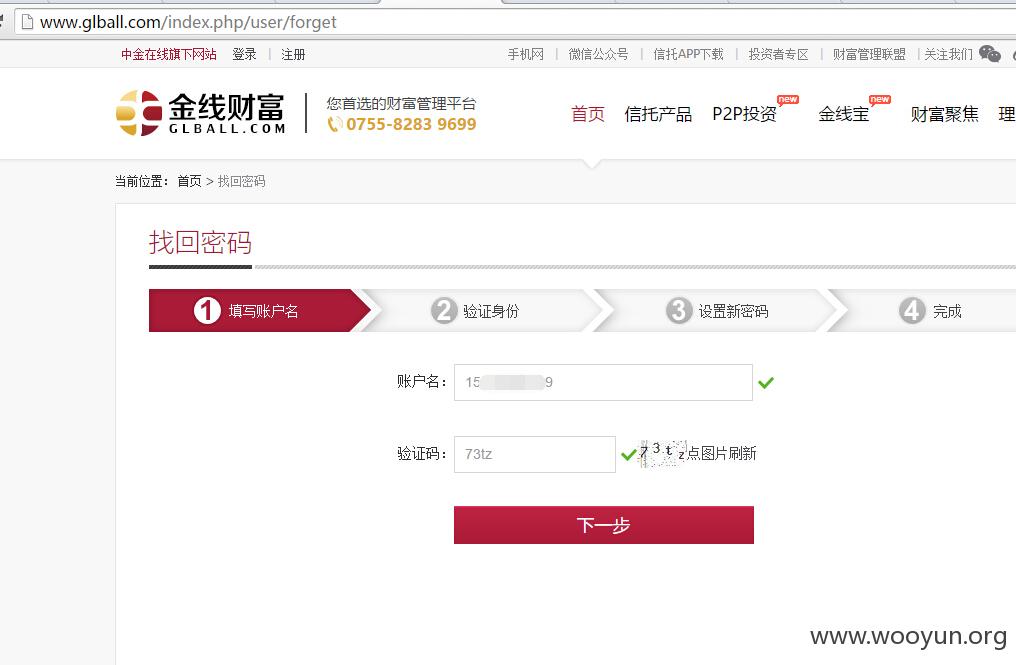 www.glball.com/index.php/user/forget
中金在线旗下网站 登录 | 注册 手机网 | 微信公众号 | 信托APP下载 | 投资者专区 | 财富管理联盟 | 关注我们
金线财富
GLBALL.COM
您首选的财富管理平台
0755-8283 9699
首页 信托产品 P2P投资 new 金线宝 new 财富聚焦 理
当前位置： 首页 > 找回密码
找回密码
1 填写账户名 2 验证身份 3 设置新密码 4 完成
账户名： 15 9
验证码： 73tz 73.tz 点图片刷新
下一步
www.wooyun.org